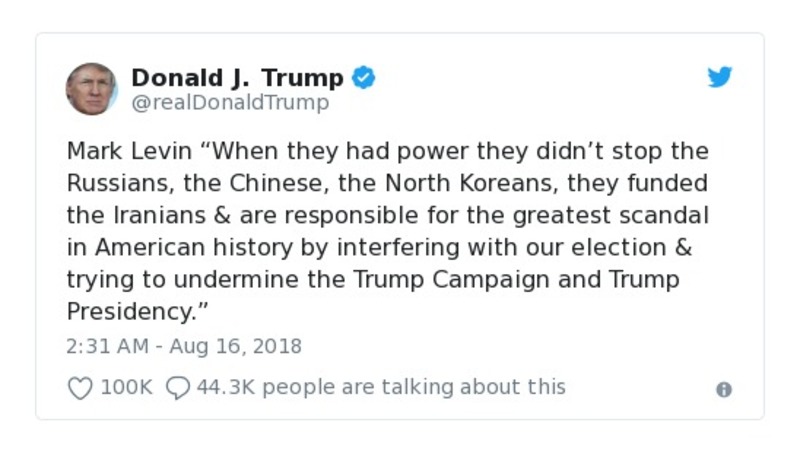 Donald J. Trump
@realDonaldTrump
Mark Levin “When they had power they didn’t stop the
Russians, the Chinese, the North Koreans, they funded
the Iranians & are responsible for the greatest scandal
in American history by interfering with our election &
trying to undermine the Trump Campaign and Trump
Presidency.”
2:31 AM - Aug 16, 2018
100K 44.3K people are talking about this